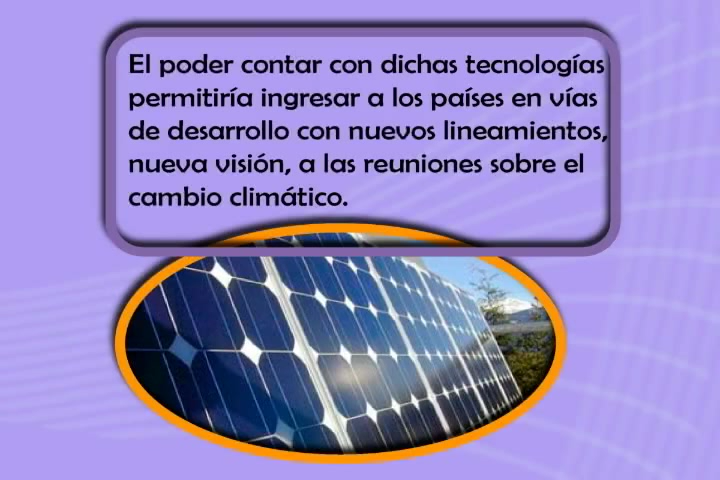 El poder contar con dichas tecnologías
permitiría ingresar a los países en vías
de desarrollo con nuevos lineamientos,
nueva visión, a las reuniones sobre el
cambio climático.